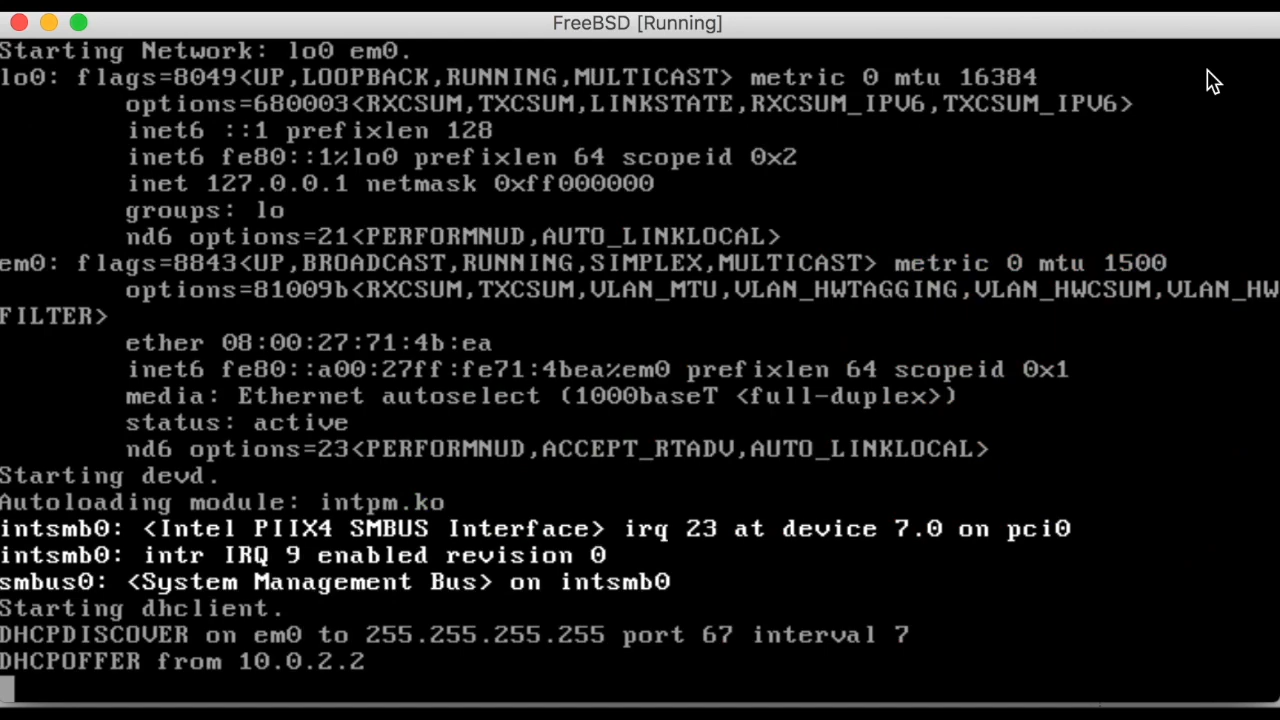 FreeBSD [Running]
Starting Network: lo0 em0.
lo0: flags=8049<UP,LOOPBACK,RUNNING,MULTICAST> metric 0 mtu 16384
options=680003<RXCSUM,TXCSUM,LINKSTATE,RXCSUM_IPV6,TXCSUM_IPV6>
inet6 ::1 prefixlen 128
inet6 fe80::1%lo0 prefixlen 64 scopeid 0x2
inet 127.0.0.1 netmask 0xff000000
groups: lo
nd6 options=21<PERFORMNUD,AUTO_LINKLOCAL>
em0: flags=8843<UP,BROADCAST,RUNNING,SIMPLEX,MULTICAST> metric 0 mtu 1500
options=81009b<RXCSUM,TXCSUM,VLAN_MTU,VLAN_HWTAGGING,VLAN_HWCSUM,VLAN_HW
FILTER>
ether 08:00:27:71:4b:ea
inet6 fe80::a00:27ff:fe71:4bea%em0 prefixlen 64 scopeid 0x1
media: Ethernet autoselect (1000baseT <full-duplex>)
status: active
nd6 options=23<PERFORMNUD,ACCEPT_RTADV,AUTO_LINKLOCAL>
Starting devd.
Autoloading module: intpm.ko
intsmb0: <Intel PIIX4 SMBUS Interface> irq 23 at device 7.0 on pci0
intsmb0: intr IRQ 9 enabled revision 0
smbus0: <System Management Bus> on intsmb0
Starting dhclient.
DHCPDISCOVER on em0 to 255.255.255.255 port 67 interval 7
DHCPOFFER from 10.0.2.2